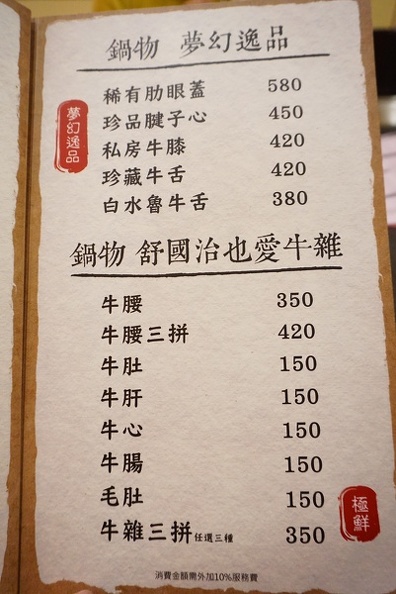 鍋物 夢幻逸品
夢幻逸品
稀有肋眼蓋 580
珍品腱子心 450
私房牛膝 420
珍藏牛舌 420
白水魯牛舌 380
鍋物 舒國治也愛牛雜
牛腰 350
牛腰三拼 420
牛肚 150
牛肝 150
牛心 150
牛腸 150
毛肚 150
牛雜三拼任選三種 350
極鮮
消費金額需外加10%服務費